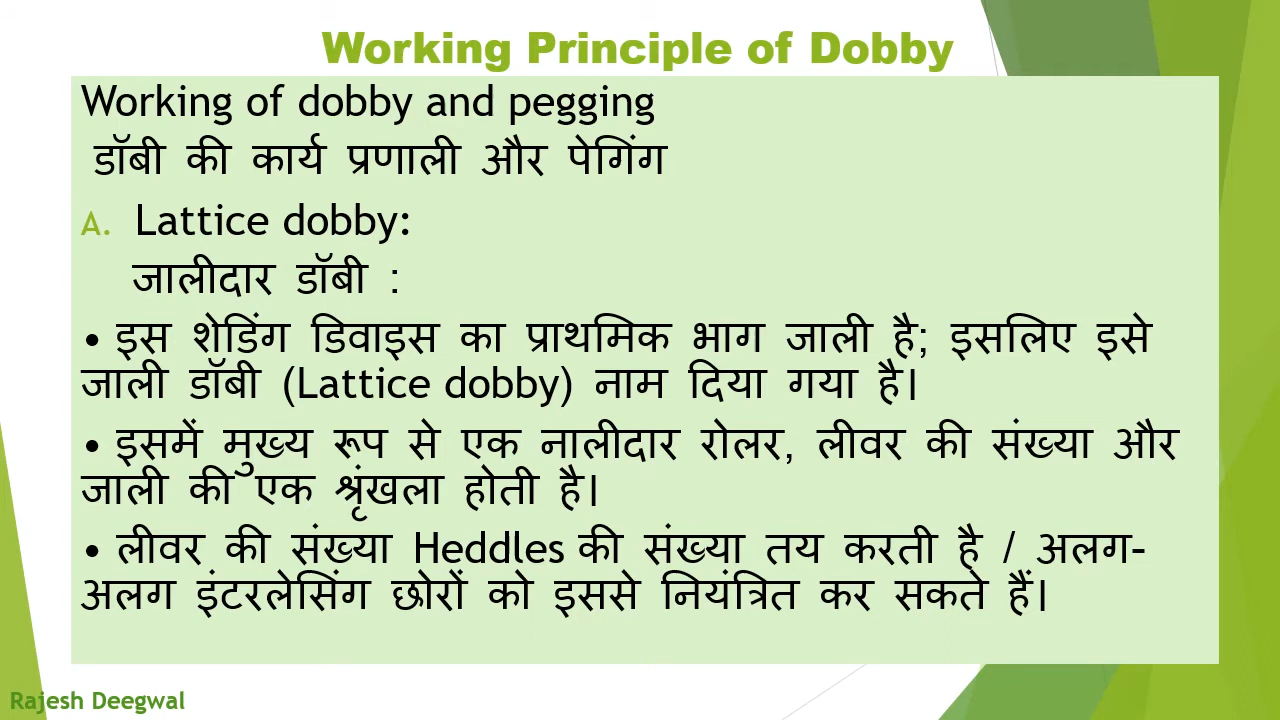 Working Principle of Dobby
Working of dobby and pegging
डॉबी की कार्य प्रणाली और पेगिंग
A. Lattice dobby:
जालीदार डॉबी :
• इस शेडिंग डिवाइस का प्राथमिक भाग जाली है; इसलिए इसे
जाली डॉबी (Lattice dobby) नाम दिया गया है।
• इसमें मुख्य रूप से एक नालीदार रोलर, लीवर की संख्या और
जाली की एक श्रृंखला होती है।
• लीवर की संख्या Heddles की संख्या तय करती है / अलग-
अलग इंटरलेसिंग छोरों को इससे नियंत्रित कर सकते हैं।
Rajesh Deegwal